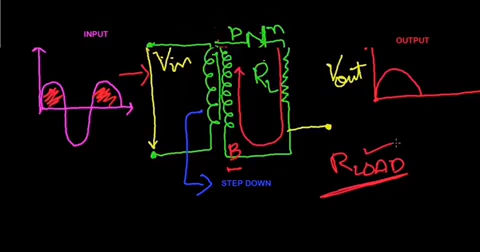 INPUT
OUTPUT
P N n
Vin
RL
Vout
B
STEP DOWN
RLOAD